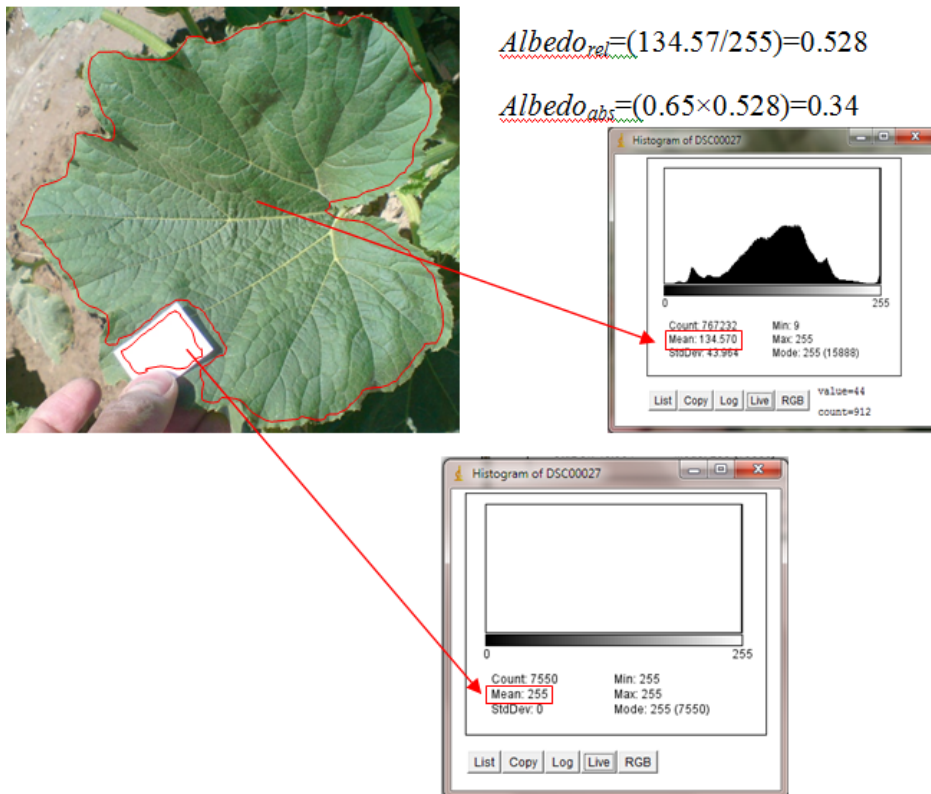 Albedorel=(134.57/255)=0.528
Albedoabs=(0.65×0.528)=0.34
Histogram of DSC00027
0 255
Count: 767232 Min: 9
Mean: 134.570 Max: 255
StdDev: 43.964 Mode: 255 (15888)
List Copy Log Live RGB value=44
count=912
Histogram of DSC00027
0 255
Count: 7550 Min: 255
Mean: 255 Max: 255
StdDev: 0 Mode: 255 (7550)
List Copy Log Live RGB